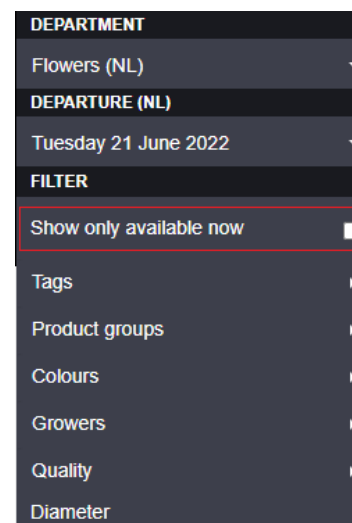 DEPARTMENT
Flowers (NL)
DEPARTURE (NL)
Tuesday 21 June 2022
FILTER
Show only available now
Tags
Product groups
Colours
Growers
Quality
Diameter